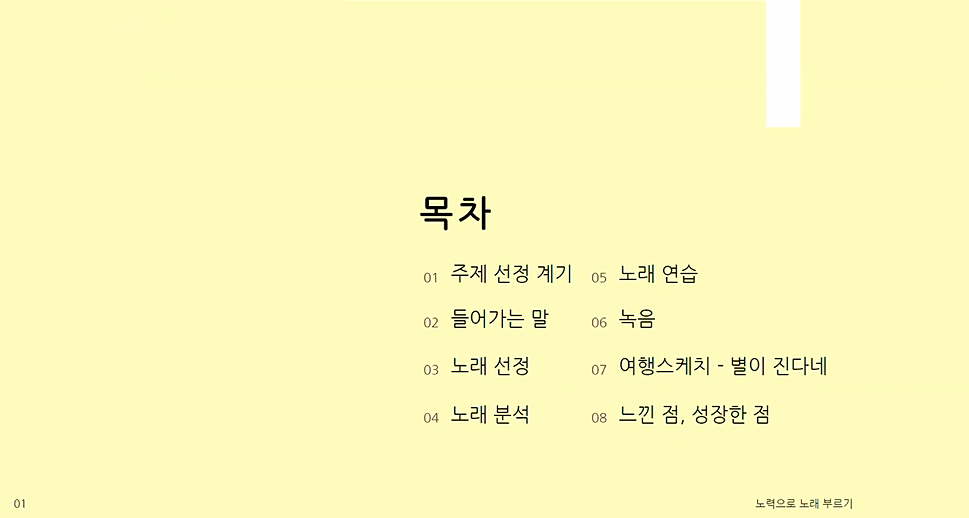 목차
01 주제 선정 계기
02 들어가는 말
03 노래 선정
04 노래 분석
05 노래 연습
06 녹음
07 여행스케치 - 별이 진다네
08 느낀 점, 성장한 점
01
노력으로 노래 부르기